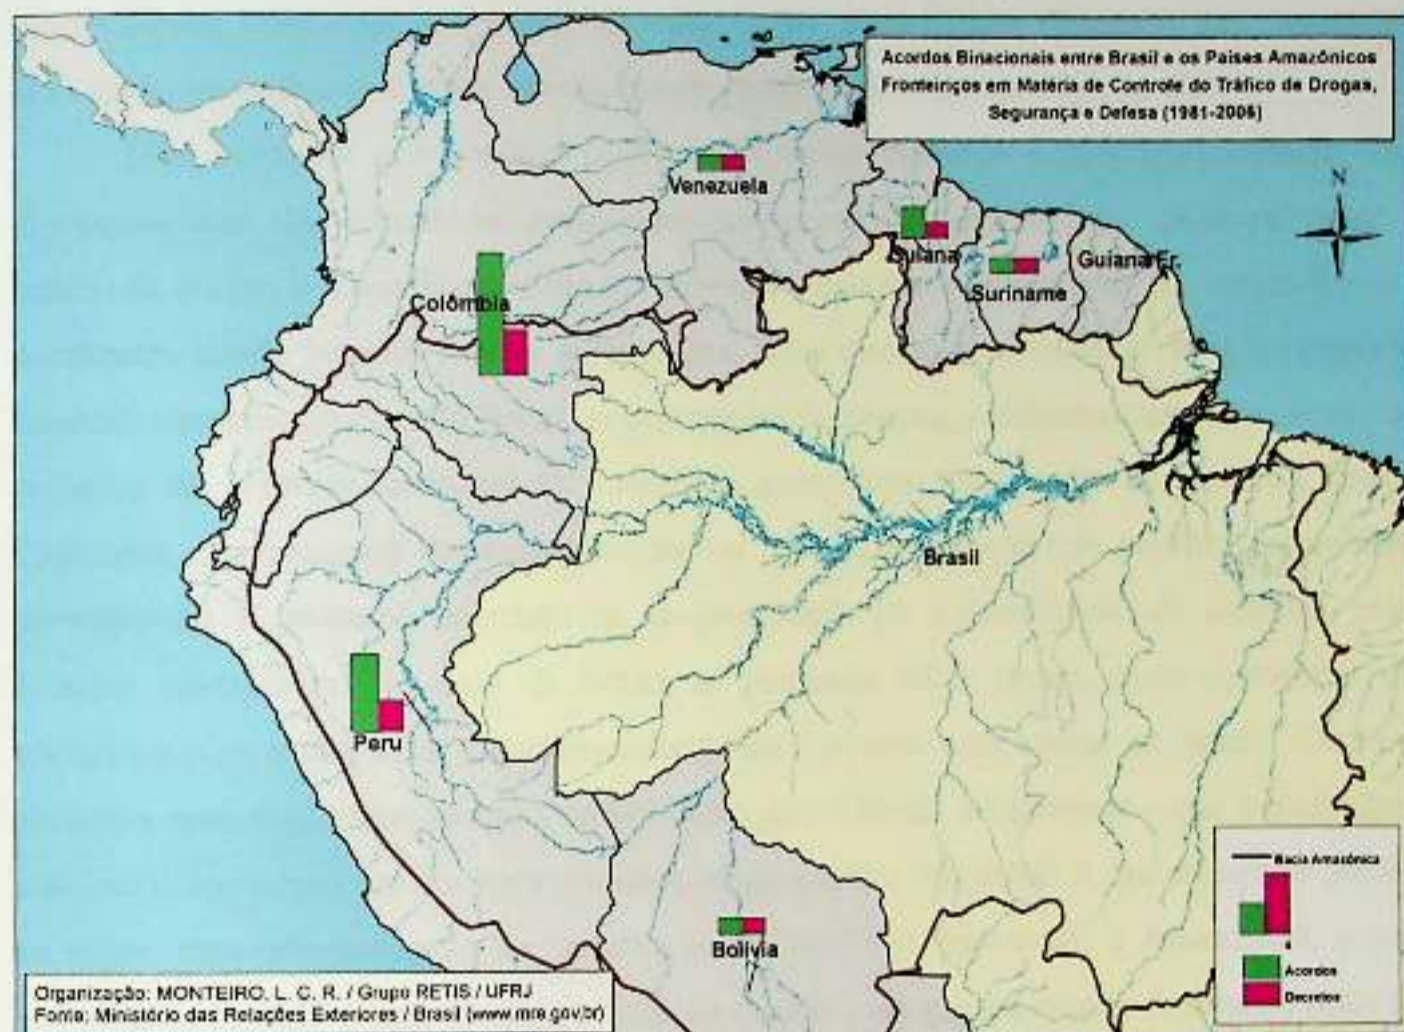 Acordos Binacionais entre Brasil e os Paises Amazônicos
Fronteiriços em Matéria de Controle do Tráfico de Drogas,
Segurança e Defesa (1981-2006)
N
Venezuela
Guiana
Guiana Fr.
Suriname
Colômbia
Brasil
Peru
Bolívia
Bacia Amazônica
Acordos
Decretos
Organização: MONTEIRO, L. C. R. / Grupo RETIS / UFRJ
Fonte: Ministério das Relações Exteriores / Brasil (www.mre.gov.br)